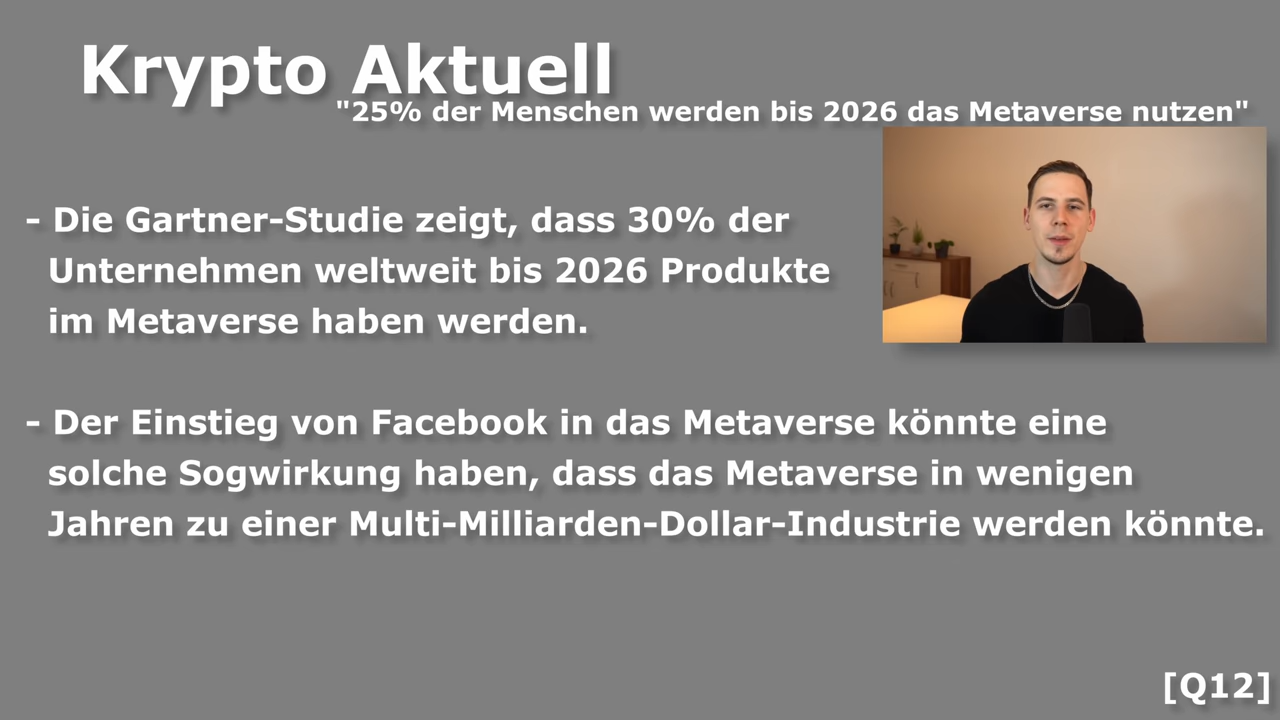 Krypto Aktuell
"25% der Menschen werden bis 2026 das Metaverse nutzen"
- Die Gartner-Studie zeigt, dass 30% der
Unternehmen weltweit bis 2026 Produkte
im Metaverse haben werden.
- Der Einstieg von Facebook in das Metaverse könnte eine
solche Sogwirkung haben, dass das Metaverse in wenigen
Jahren zu einer Multi-Milliarden-Dollar-Industrie werden könnte.
[Q12]